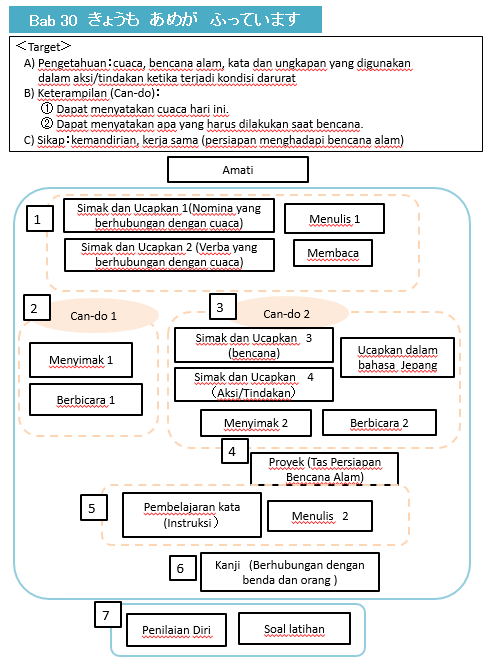 Bab 30 きょうも あめが ふっています
＜Target＞
A) Pengetahuan：cuaca, bencana alam, kata dan ungkapan yang digunakan
dalam aksi/tindakan ketika terjadi kondisi darurat
B) Keterampilan (Can-do)：
① Dapat menyatakan cuaca hari ini.
② Dapat menyatakan apa yang harus dilakukan saat bencana.
C) Sikap：kemandirian, kerja sama (persiapan menghadapi bencana alam)
Amati
1
Simak dan Ucapkan 1(Nomina yang
berhubungan dengan cuaca)
Menulis 1
Simak dan Ucapkan 2 (Verba yang
berhubungan dengan cuaca)
Membaca
2
Can-do 1
Menyimak 1
Berbicara 1
3
Can-do 2
Simak dan Ucapkan 3
(bencana)
Ucapkan dalam
bahasa Jepang
Simak dan Ucapkan 4
（Aksi/Tindakan）
Menyimak 2
Berbicara 2
4
Proyek (Tas Persiapan
Bencana Alam)
5
Pembelajaran kata
(Instruksi）
Menulis 2
6
Kanji (Berhubungan dengan
benda dan orang )
7
Penilaian Diri
Soal latihan